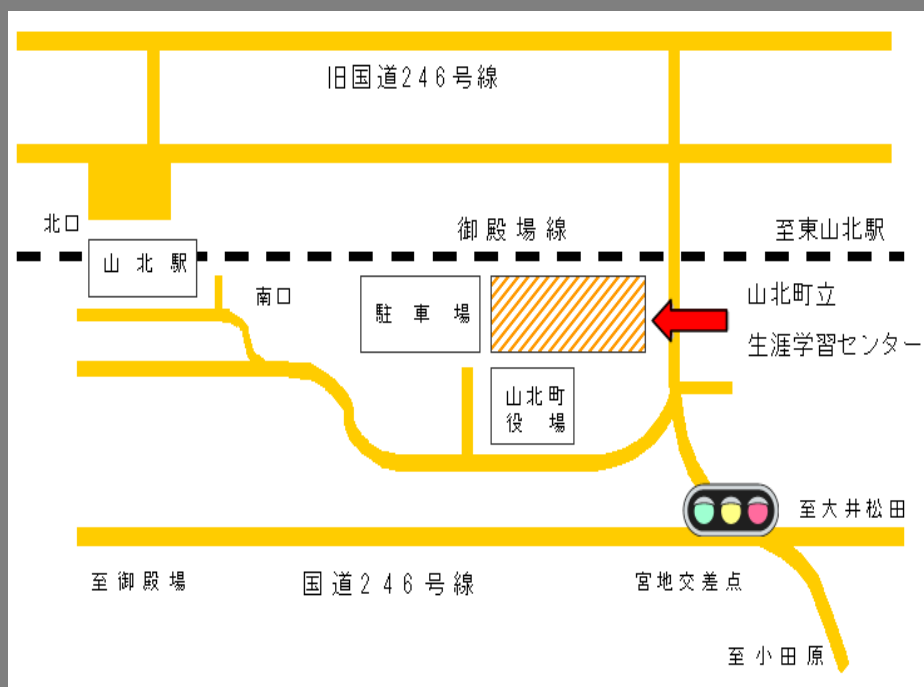 旧国道246号線
北口
御殿場線
至東山北駅
山北駅
南口
駐車場
山北町立
生涯学習センター
山北町
役場
至大井松田
至御殿場
国道246号線
宮地交差点
至小田原